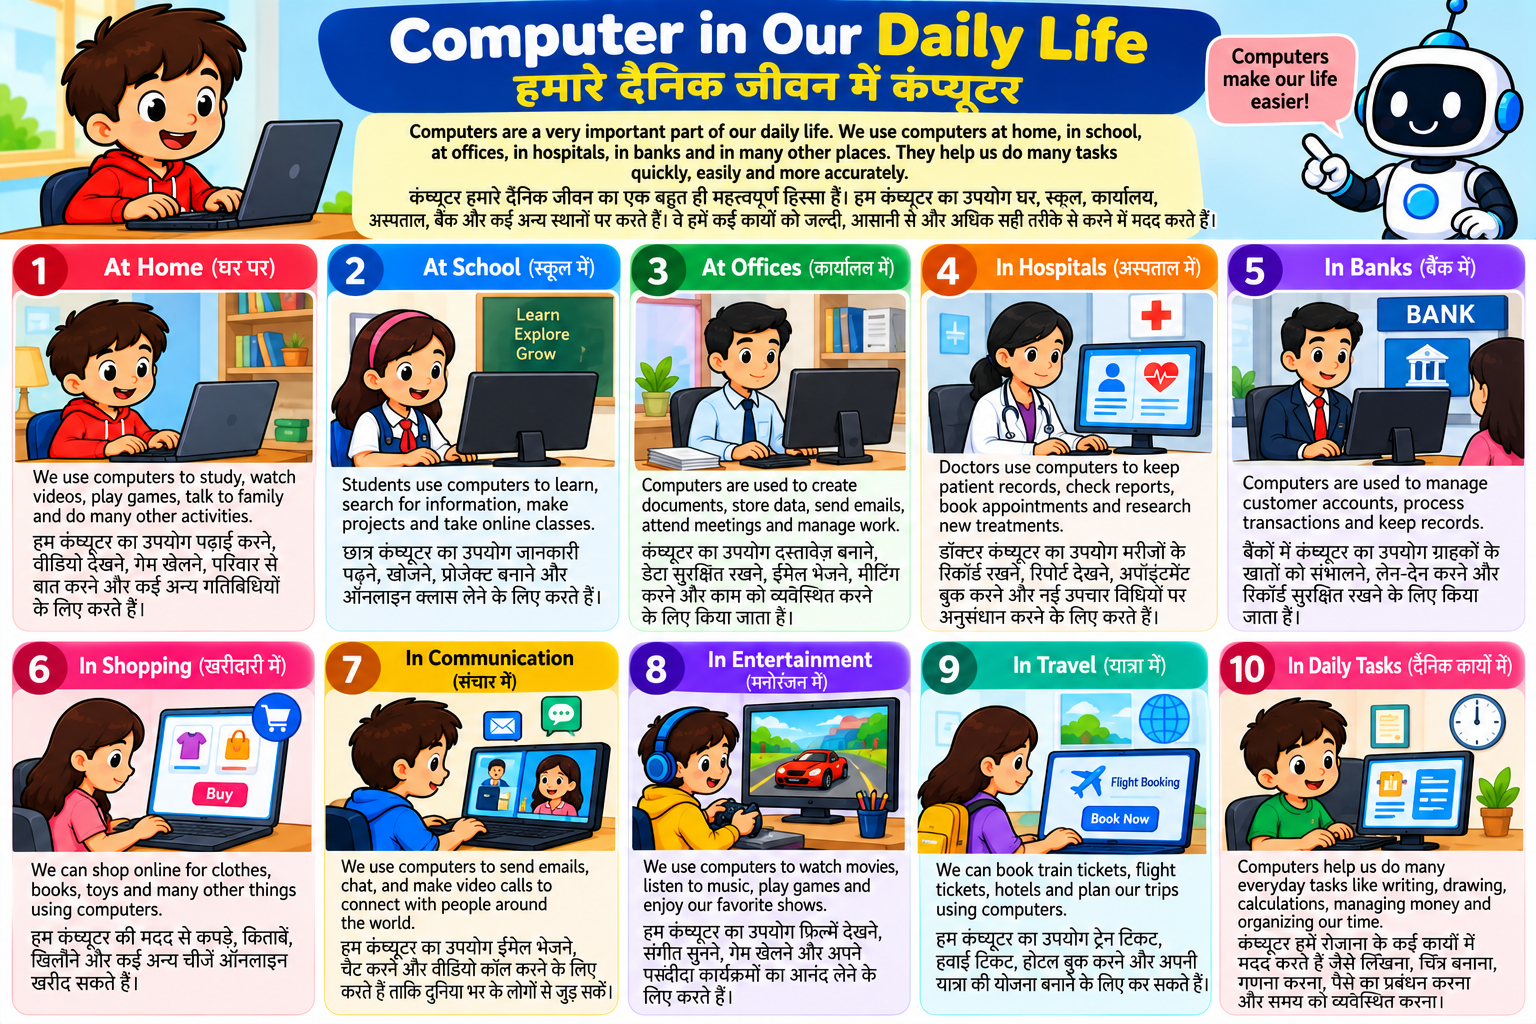 Computer in Our Daily Life
हमारे दैनिक जीवन में कंप्यूटर
Computers
make our life
easier!
Computers are a very important part of our daily life. We use computers at home, in school,
at offices, in hospitals, in banks and in many other places. They help us do many tasks
quickly, easily and more accurately.
कंप्यूटर हमारे दैनिक जीवन का एक बहुत ही महत्त्वपूर्ण हिस्सा हैं। हम कंप्यूटर का उपयोग घर, स्कूल, कार्यालय,
अस्पताल, बैंक और कई अन्य स्थानों पर करते हैं। वे हमें कई कार्यों को जल्दी, आसानी से और अधिक सही तरीके से करने में मदद करते हैं।
1 At Home (घर पर)
We use computers to study, watch
videos, play games, talk to family
and do many other activities.
हम कंप्यूटर का उपयोग पढ़ाई करने,
वीडियो देखने, गेम खेलने, परिवार से
बात करने और कई अन्य गतिबिधियों
के लिए करते हैं।
2 At School (स्कूल में)
Learn
Explore
Grow
Students use computers to learn,
search for information, make
projects and take online classes.
छात्र कंप्यूटर का उपयोग जानकारी
पढ़ने, खोजने, प्रोजेक्ट बनाने और
ऑनलाइन क्लास लेने के लिए करते हैं।
3 At Offices (कार्यालल में)
Computers are used to create
documents, store data, send emails,
attend meetings and manage work.
कंप्यूटर का उपयोग दस्तावेज़ बनाने,
डेटा सुरक्षित रखने, ईमेल भेजने, मीटिंग
करने और काम को व्यवेस्थित करने
के लिए किया जाता हैं।
4 In Hospitals (अस्पताल में)
Doctors use computers to keep
patient records, check reports,
book appointments and research
new treatments.
डॉक्टर कंप्यूटर का उपयोग मरीजों के
रिकॉर्ड रखने, रिपोर्ट देखने, अपॉइंटमेंट
बुक करने और नई उपचार विधियों पर
अनुसंधान करने के लिए करते हैं।
5 In Banks (बैंक में)
BANK
Computers are used to manage
customer accounts, process
transactions and keep records.
बैंकों में कंप्यूटर का उपयोग ग्राहकों के
खातों को संभालने, लेन-देन करने और
रिकॉर्ड सुरक्षित रखने के लिए किया
जाता हैं।
6 In Shopping (खरीदारी में)
Buy
We can shop online for clothes,
books, toys and many other things
using computers.
हम कंप्यूटर की मदद से कपड़े, किताबें,
खिलौने और कई अन्य चीजें ऑनलाइन
खरीद सकते हैं।
7 In Communication
(संचार में)
We use computers to send emails,
chat, and make video calls to
connect with people around
the world.
हम कंप्यूटर का उपयोग ईमेल भेजने,
चैट करने और वीडियो कॉल करने के लिए
करते हैं ताकि दुनिया भर के लोगों से जुड़ सकें।
8 In Entertainment
(मनोरंजन में)
We use computers to watch movies,
listen to music, play games and
enjoy our favorite shows.
हम कंप्यूटर का उपयोग फ़िल्में देखने,
संगीत सुनने, गेम खेलने और अपने
पसंदीदा कार्यक्रमों का आनंद लेने के
लिए करते हैं।
9 In Travel (यात्रा में)
Flight Booking
Book Now
We can book train tickets, flight
tickets, hotels and plan our trips
using computers.
हम कंप्यूटर का उपयोग ट्रेन टिकट,
हवाई टिकट, होटल बुक करने और अपनी
यात्रा की योजना बनाने के लिए कर सकते हैं।
10 In Daily Tasks (दैनिक कार्यों में)
Computers help us do many
everyday tasks like writing, drawing,
calculations, managing money and
organizing our time.
कंप्यूटर हमें रोजाना के कई कार्यों में
मदद करते हैं जैसे लिखना, चित्र बनाना,
गणना करना, पैसे का प्रबंधन करना
और समय को व्यवेस्थित करना।